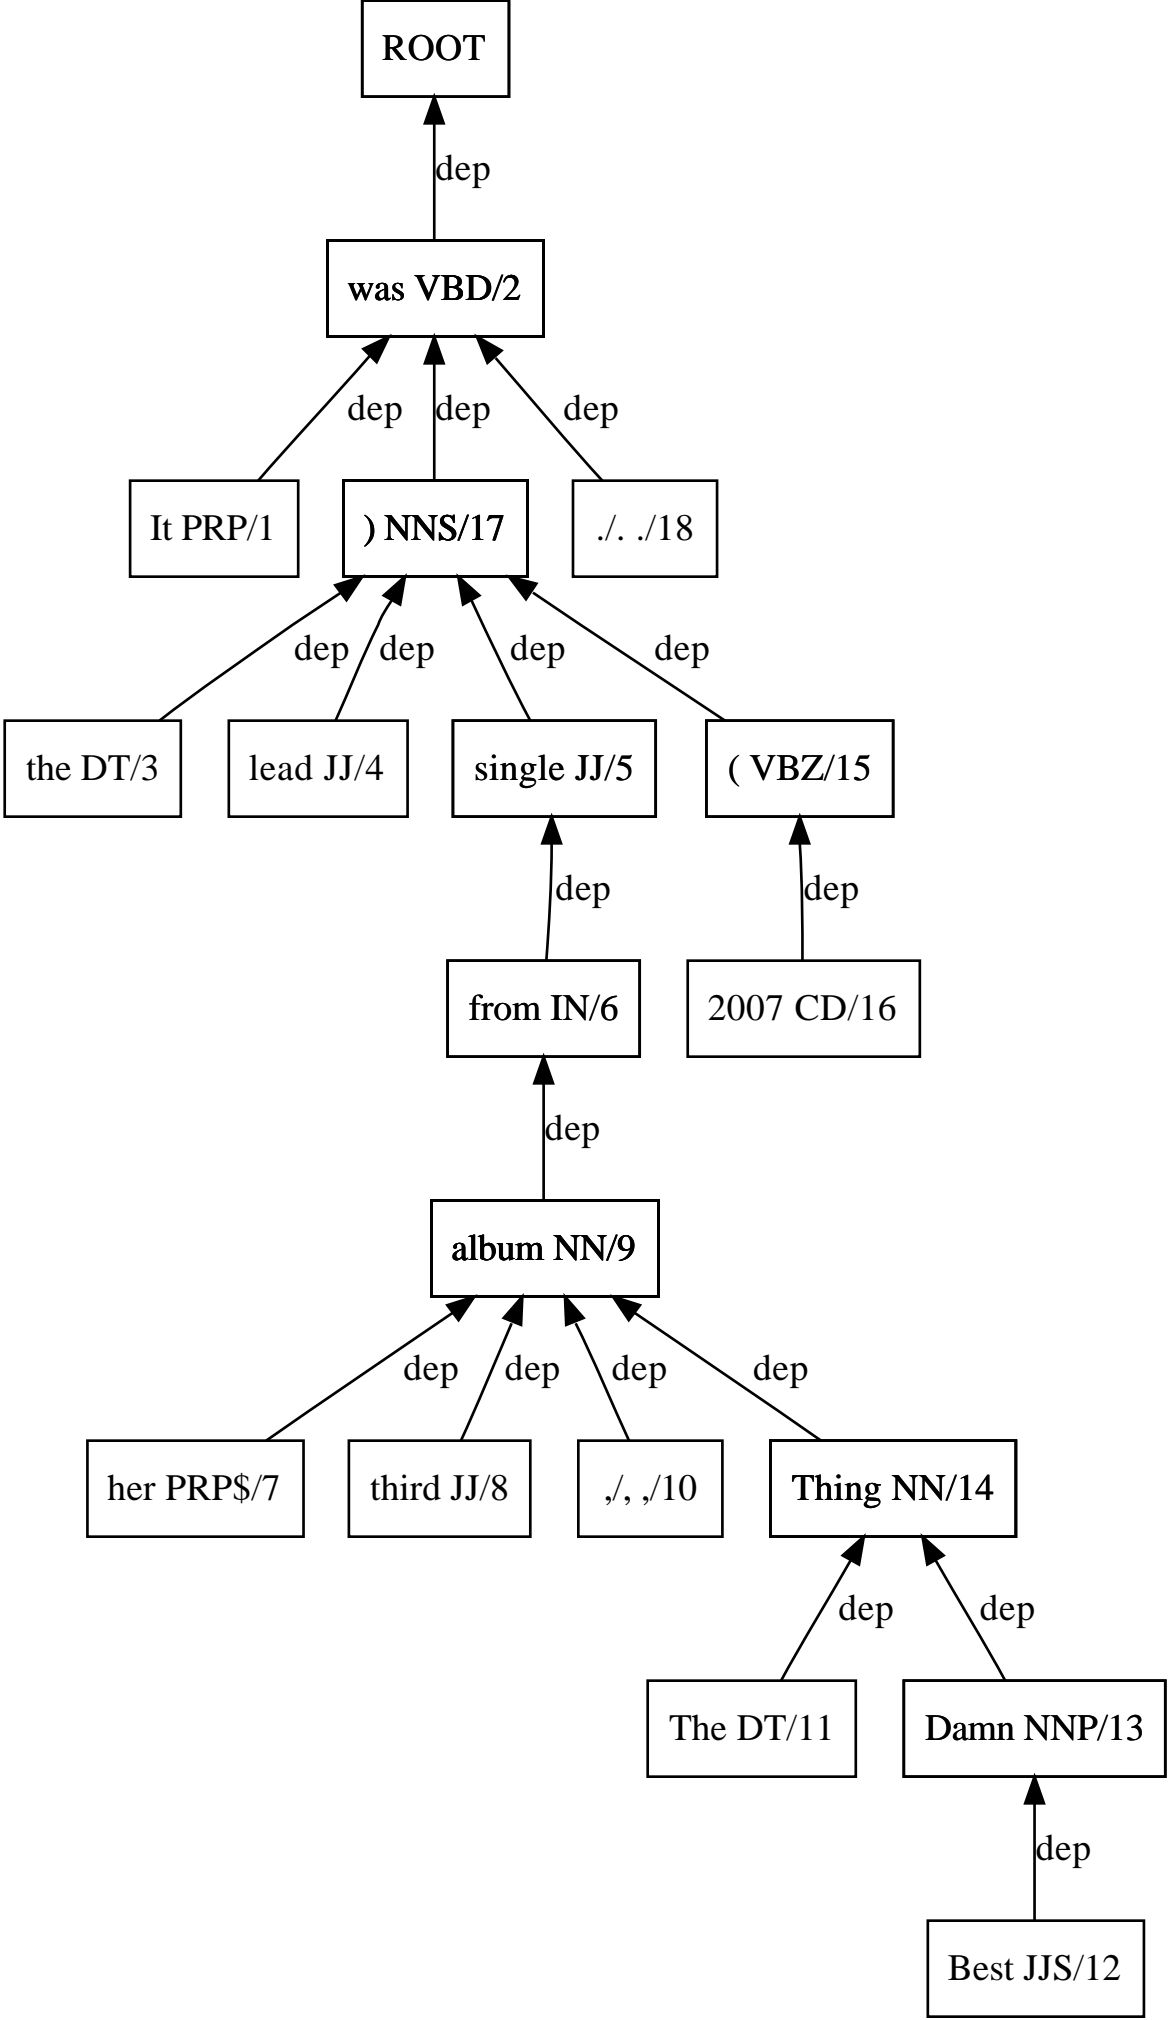 ROOT
dep
was VBD/2
dep dep dep
It PRP/1 ) NNS/17 ./. ./18
dep dep dep dep
the DT/3 lead JJ/4 single JJ/5 ( VBZ/15
dep dep
from IN/6 2007 CD/16
dep
album NN/9
dep dep dep dep
her PRP$/7 third JJ/8 ,/, ,/10 Thing NN/14
dep dep
The DT/11 Damn NNP/13
dep
Best JJS/12